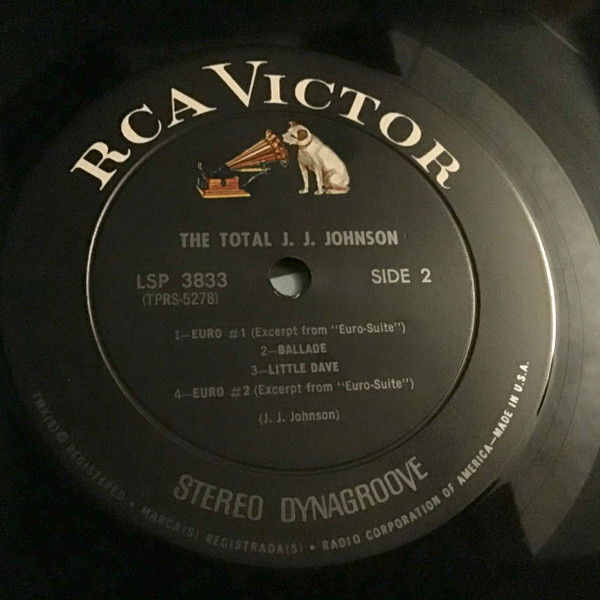 RCA VICTOR
THE TOTAL J. J. JOHNSON
LSP 3833
(TPRS-5278)
SIDE 2
1—EURO #1 (Excerpt from "Euro-Suite")
2—BALLADE
3—LITTLE DAVE
4—EURO #2 (Excerpt from "Euro-Suite")
(J. J. Johnson)
STEREO DYNAGROOVE
TMK(S) ® REGISTERED • MARCA(S) REGISTRADA(S) • RADIO CORPORATION OF AMERICA—MADE IN U.S.A.